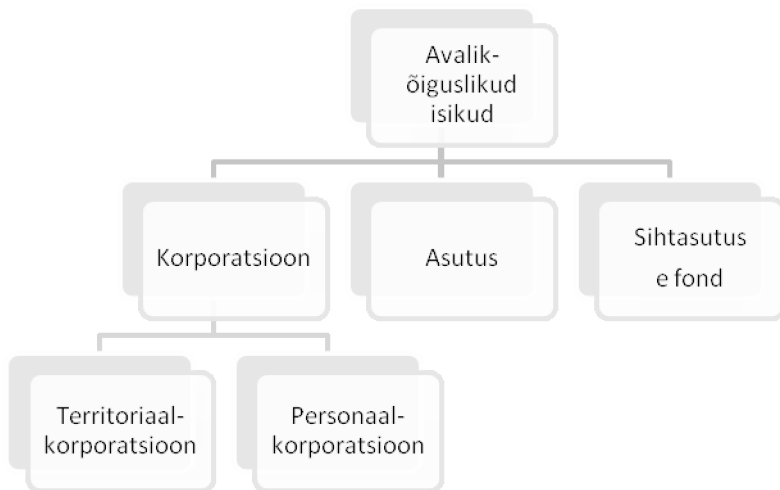 Avalik-
õiguslikud
isikud
Korporatsioon
Asutus
Sihtasutus
e fond
Territoriaal-
korporatsioon
Personaal-
korporatsioon